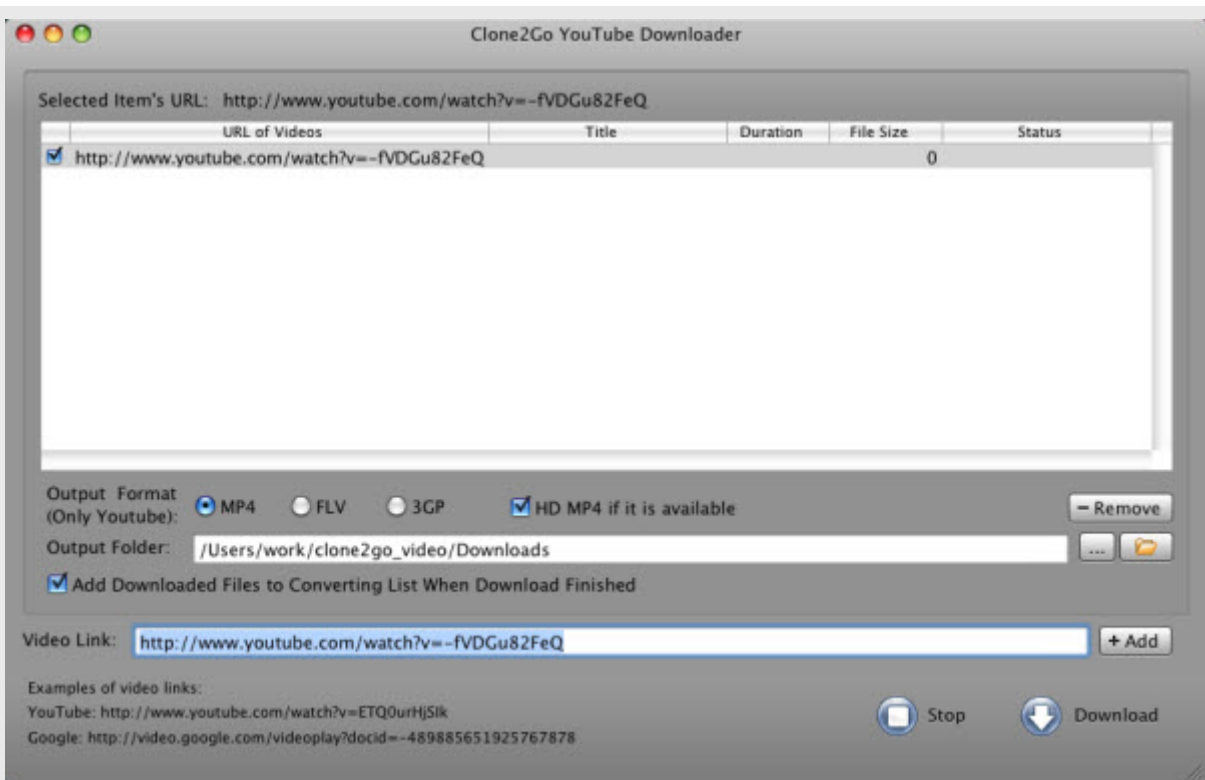 Clone2Go YouTube Downloader
Selected Item's URL: http://www.youtube.com/watch?v=-fVDGu82FeQ
URL of Videos Title Duration File Size Status
http://www.youtube.com/watch?v=-fVDGu82FeQ 0
Output Format
(Only Youtube): MP4 FLV 3GP HD MP4 if it is available - Remove
Output Folder: /Users/work/clone2go_video/Downloads ...
Add Downloaded Files to Converting List When Download Finished
Video Link: http://www.youtube.com/watch?v=-fVDGu82FeQ + Add
Examples of video links:
YouTube: http://www.youtube.com/watch?v=ETQ0urHjSIk
Google: http://video.google.com/videoplay?docid=-489885651925767878
Stop Download